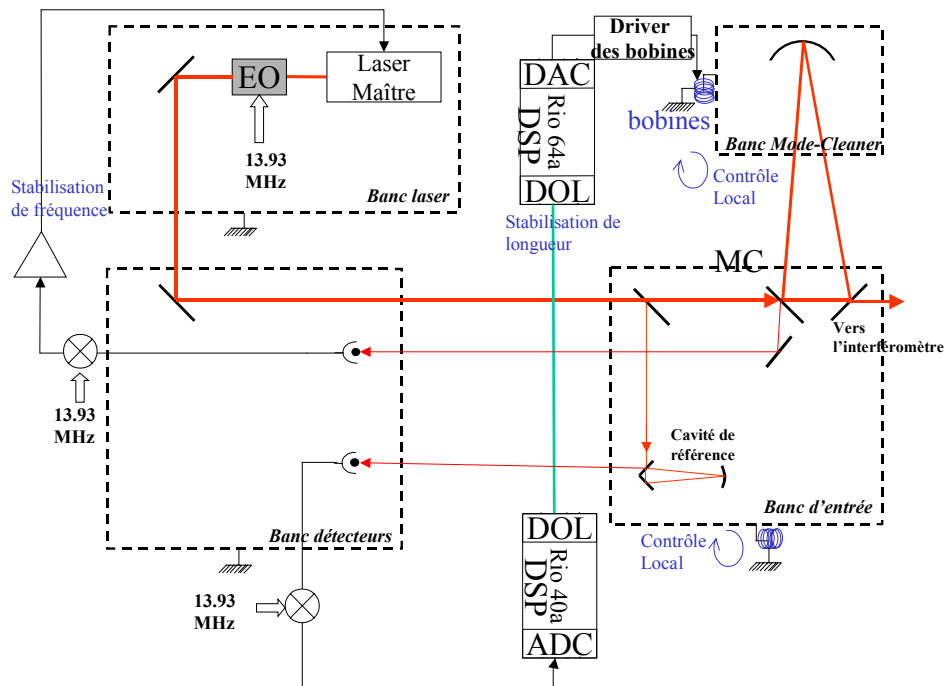 Driver
des bobines
EO
Laser
Maître
13.93
MHz
Banc laser
DAC
Rio 64a
DSP
DOL
bobines
Banc Mode-Cleaner
Contrôle
Local
Stabilisation
de fréquence
Stabilisation de
longueur
MC
Vers
l’interféromètre
13.93
MHz
Cavité de
référence
Banc d’entrée
Banc détecteurs
13.93
MHz
DOL
Rio 40a
DSP
ADC
Contrôle
Local